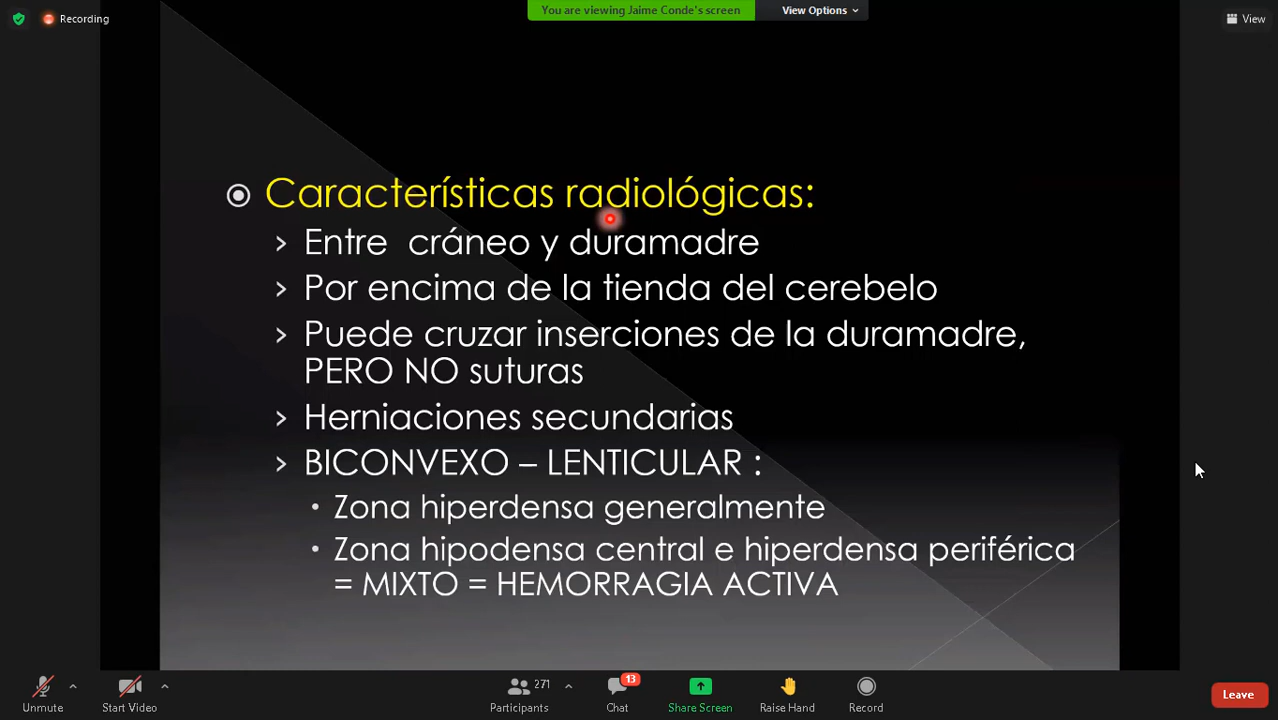 Recording
You are viewing Jaime Conde's screen
View Options
View
Características radiológicas:
Entre cráneo y duramadre
Por encima de la tienda del cerebelo
Puede cruzar inserciones de la duramadre,
PERO NO suturas
Herniaciones secundarias
BICONVEXO – LENTICULAR :
Zona hiperdensa generalmente
Zona hipodensa central e hiperdensa periférica
= MIXTO = HEMORRAGIA ACTIVA
Unmute
Start Video
271
Participants
13
Chat
Share Screen
Raise Hand
Record
Leave